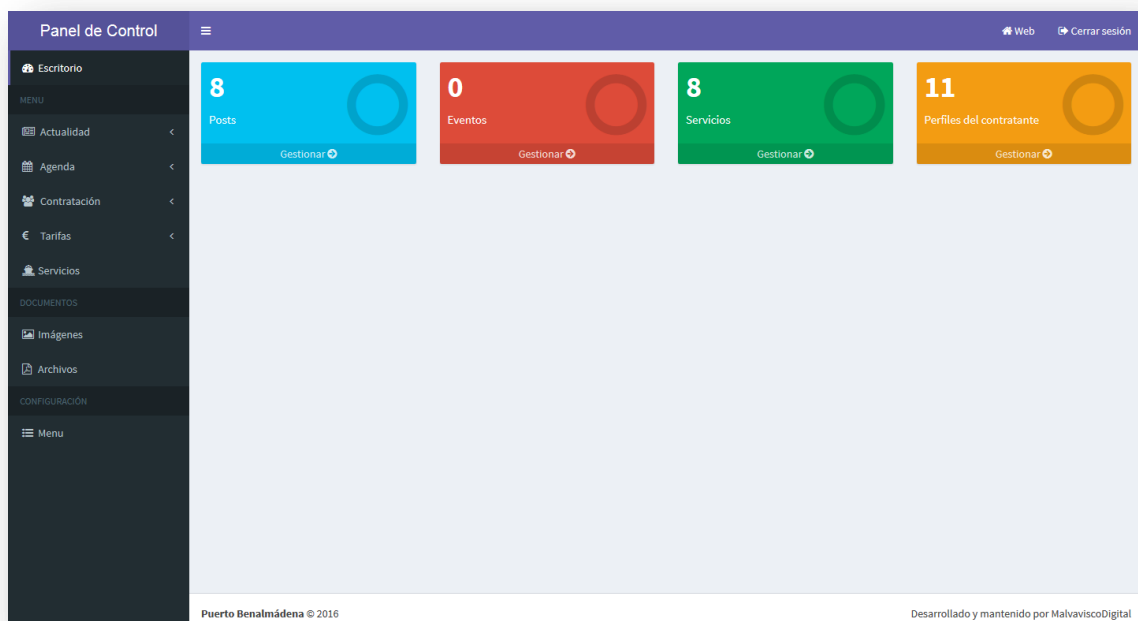 Panel de Control
Web
Cerrar sesión
Escritorio
MENU
Actualidad
Agenda
Contratación
€ Tarifas
Servicios
DOCUMENTOS
Imágenes
Archivos
CONFIGURACIÓN
Menu
8
Posts
Gestionar
0
Eventos
Gestionar
8
Servicios
Gestionar
11
Perfiles del contratante
Gestionar
Puerto Benalmádena © 2016
Desarrollado y mantenido por MalvaviscoDigital